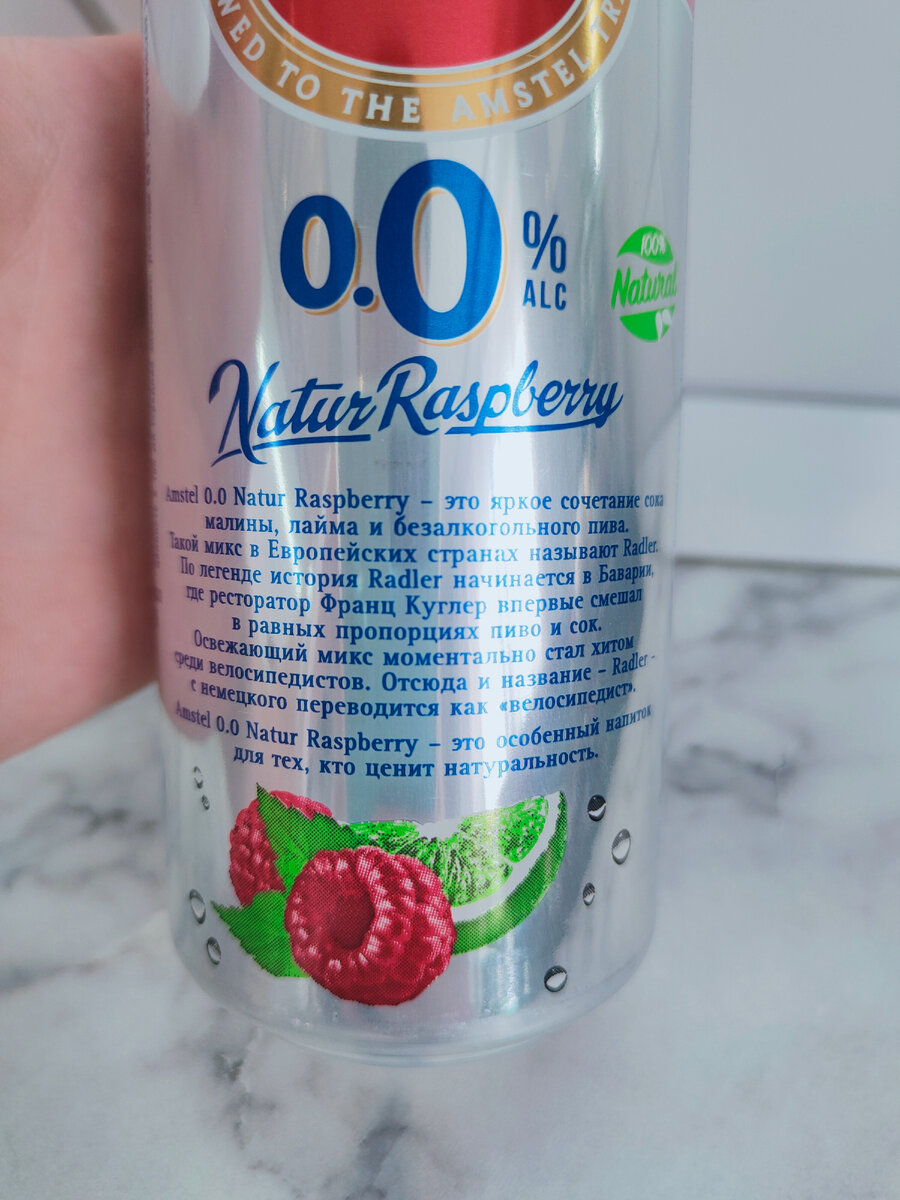 WED TO THE AMSTEL
0.0 % ALC
100%
Natural
Natur Raspberry
Amstel 0.0 Natur Raspberry – это яркое сочетание сока
малины, лайма и безалкогольного пива.
Такой микс в Европейских странах называют Radler.
По легенде история Radler начинается в Баварии,
где ресторатор Франц Куглер впервые смешал
в равных пропорциях пиво и сок.
Освежающий микс моментально стал хитом
среди велосипедистов. Отсюда и название – Radler –
с немецкого переводится как «велосипедист».
Amstel 0.0 Natur Raspberry – это особенный напиток
для тех, кто ценит натуральность.